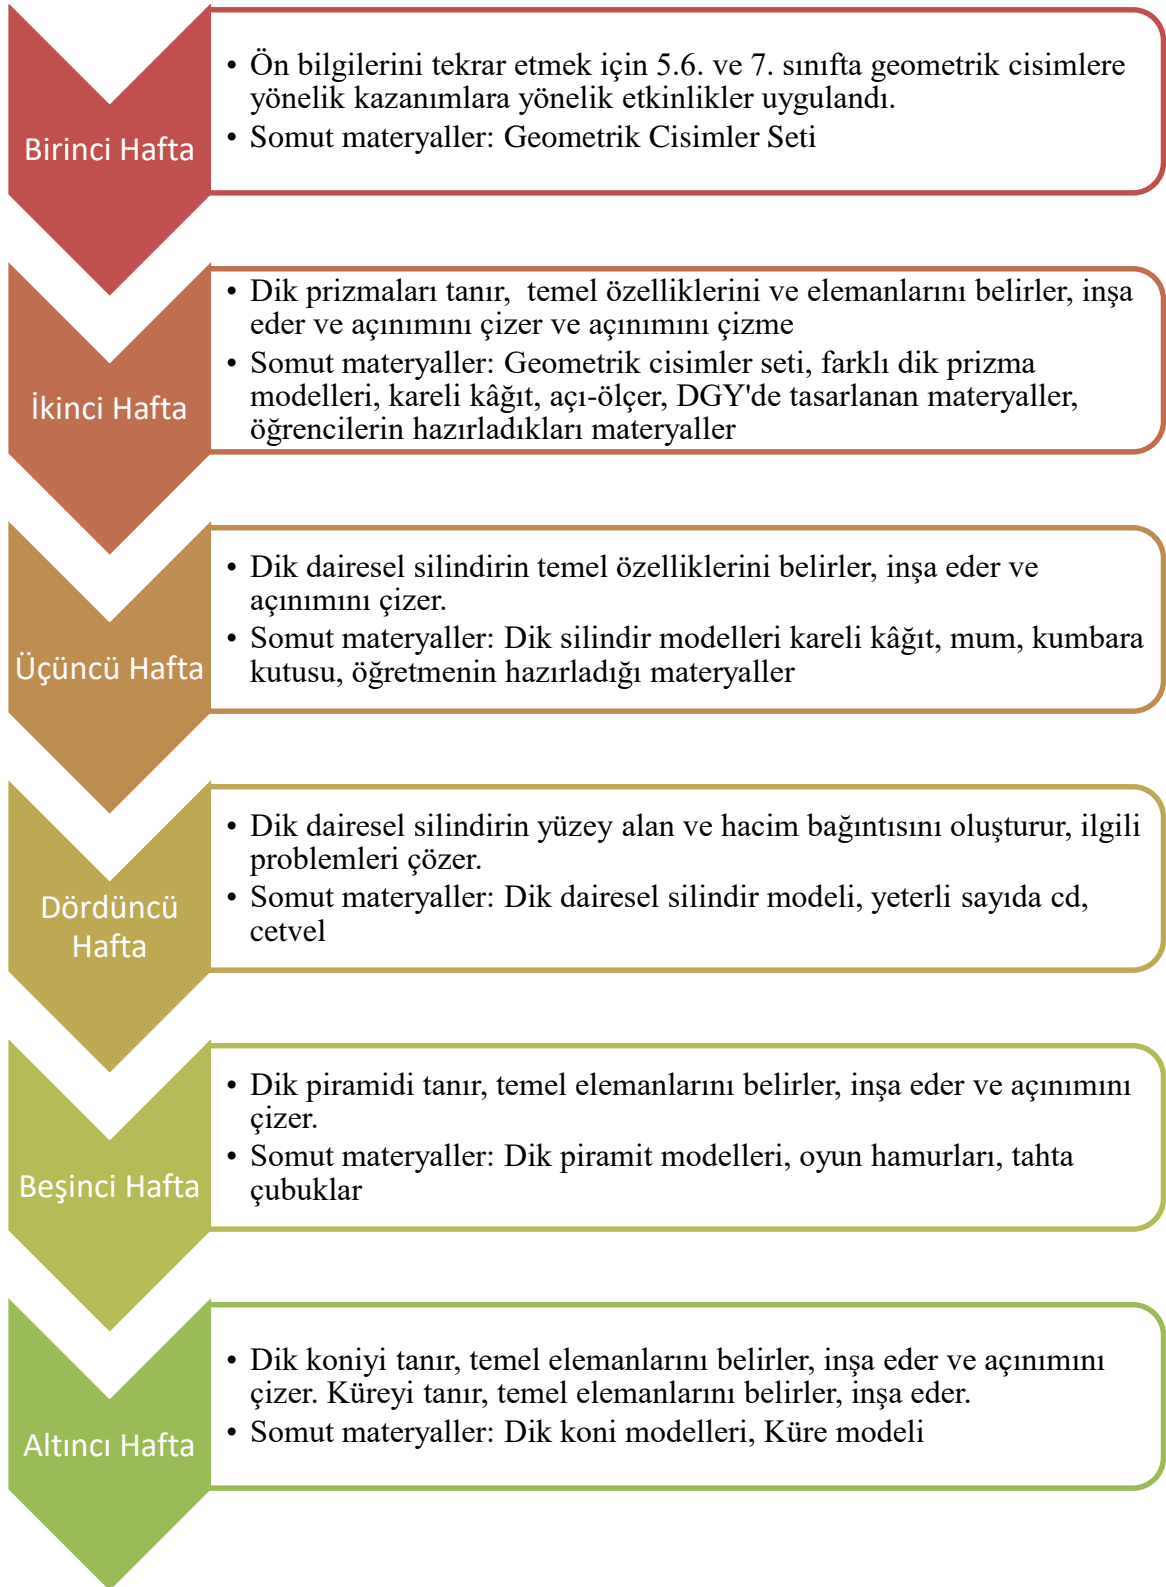 Birinci Hafta
• Ön bilgilerini tekrar etmek için 5.6. ve 7. sınıfta geometrik cisimlere
yönelik kazanımlara yönelik etkinlikler uygulandı.
• Somut materyaller: Geometrik Cisimler Seti
İkinci Hafta
• Dik prizmaları tanır, temel özelliklerini ve elemanlarını belirler, inşa
eder ve açınımını çizer ve açınımını çizme
• Somut materyaller: Geometrik cisimler seti, farklı dik prizma
modelleri, kareli kâğıt, açı-ölçer, DGY'de tasarlanan materyaller,
öğrencilerin hazırladıkları materyaller
Üçüncü Hafta
• Dik dairesel silindirin temel özelliklerini belirler, inşa eder ve
açınımını çizer.
• Somut materyaller: Dik silindir modelleri kareli kâğıt, mum, kumbara
kutusu, öğretmenin hazırladığı materyaller
Dördüncü
Hafta
• Dik dairesel silindirin yüzey alan ve hacim bağıntısını oluşturur, ilgili
problemleri çözer.
• Somut materyaller: Dik dairesel silindir modeli, yeterli sayıda cd,
cetvel
Beşinci Hafta
• Dik piramidi tanır, temel elemanlarını belirler, inşa eder ve açınımını
çizer.
• Somut materyaller: Dik piramit modelleri, oyun hamurları, tahta
çubuklar
Altıncı Hafta
• Dik koniyi tanır, temel elemanlarını belirler, inşa eder ve açınımını
çizer. Küreyi tanır, temel elemanlarını belirler, inşa eder.
• Somut materyaller: Dik koni modelleri, Küre modeli